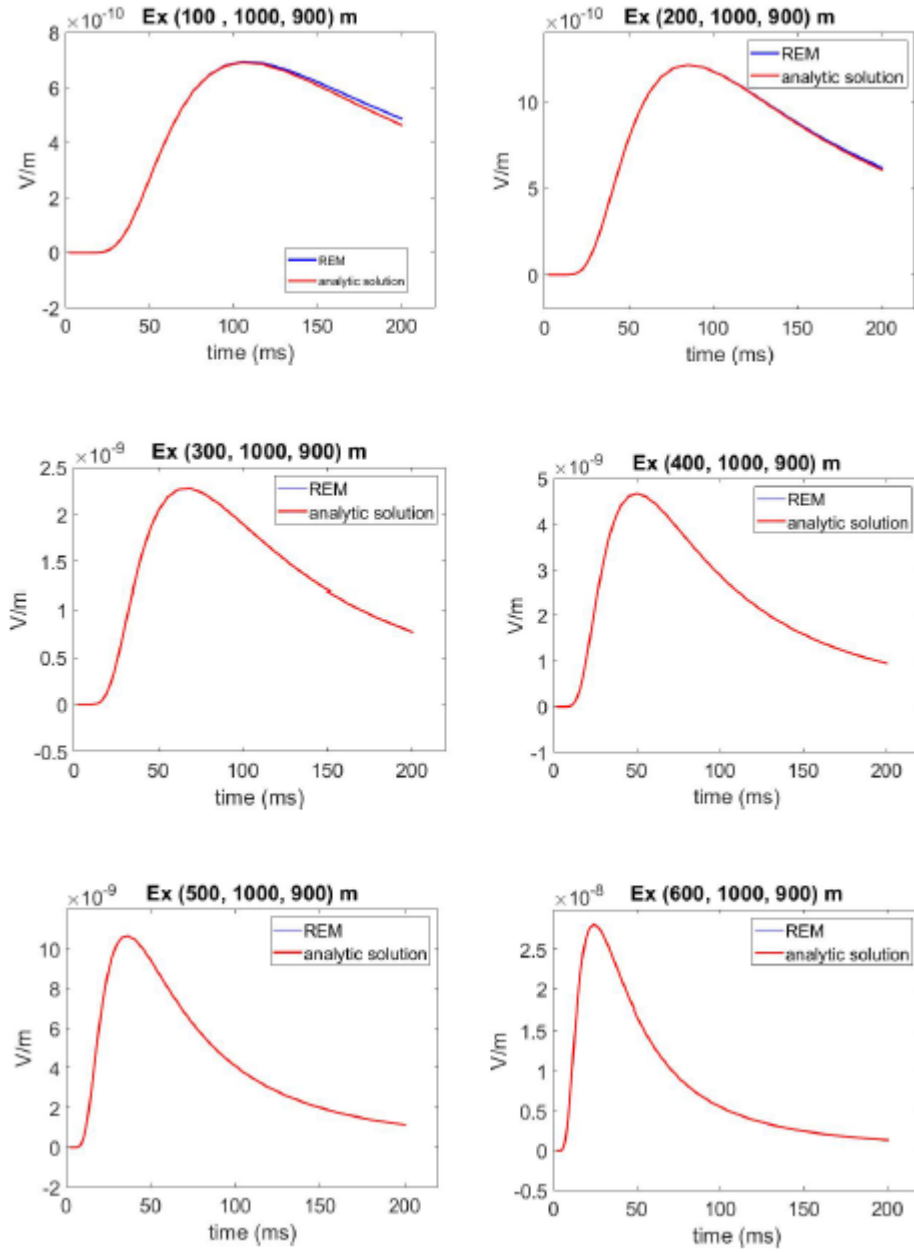 ×10⁻¹⁰
Ex (100 , 1000, 900) m
8
6
4
2
0
-2
V/m
REM
analytic solution
0 50 100 150 200
time (ms)
×10⁻¹⁰
Ex (200, 1000, 900) m
10
5
0
V/m
REM
analytic solution
0 50 100 150 200
time (ms)
×10⁻⁹
Ex (300, 1000, 900) m
2.5
2
1.5
1
0.5
0
-0.5
V/m
REM
analytic solution
0 50 100 150 200
time (ms)
×10⁻⁹
Ex (400, 1000, 900) m
5
4
3
2
1
0
-1
V/m
REM
analytic solution
0 50 100 150 200
time (ms)
×10⁻⁹
Ex (500, 1000, 900) m
10
8
6
4
2
0
-2
V/m
REM
analytic solution
0 50 100 150 200
time (ms)
×10⁻⁸
Ex (600, 1000, 900) m
2.5
2
1.5
1
0.5
0
-0.5
V/m
REM
analytic solution
0 50 100 150 200
time (ms)